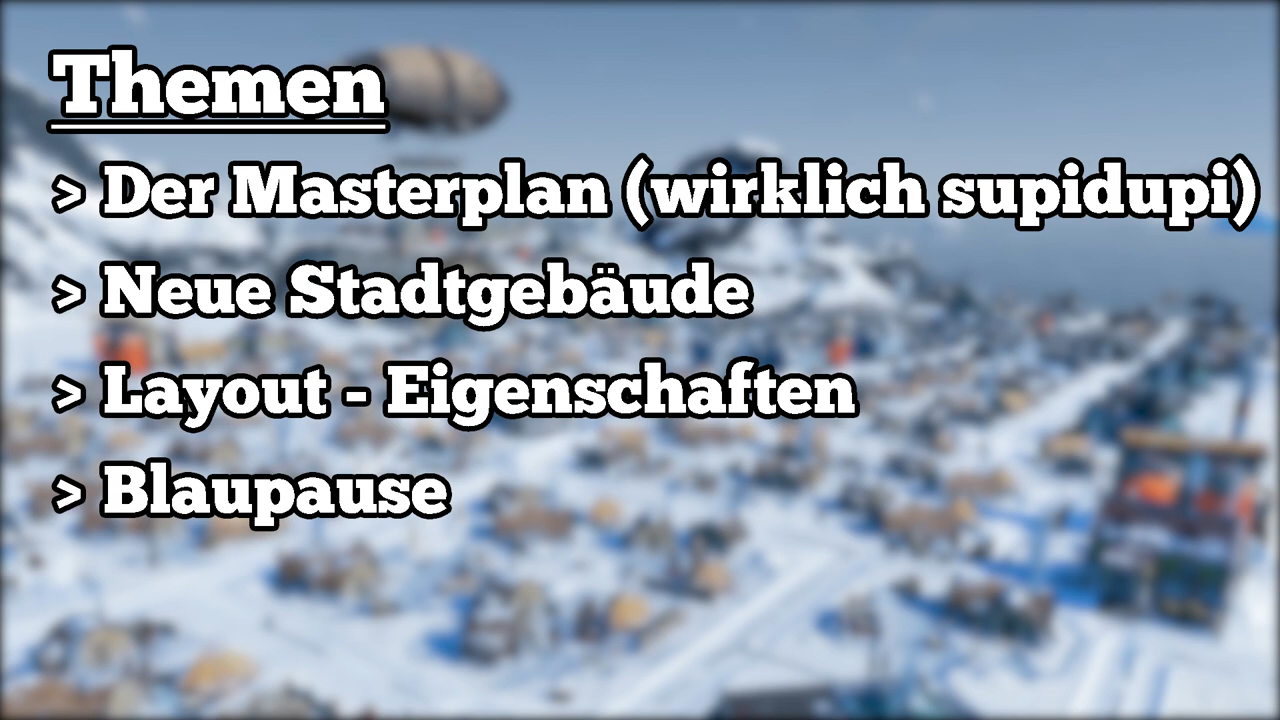 Themen
> Der Masterplan (wirklich supidupi)
> Neue Stadtgebäude
> Layout - Eigenschaften
> Blaupause